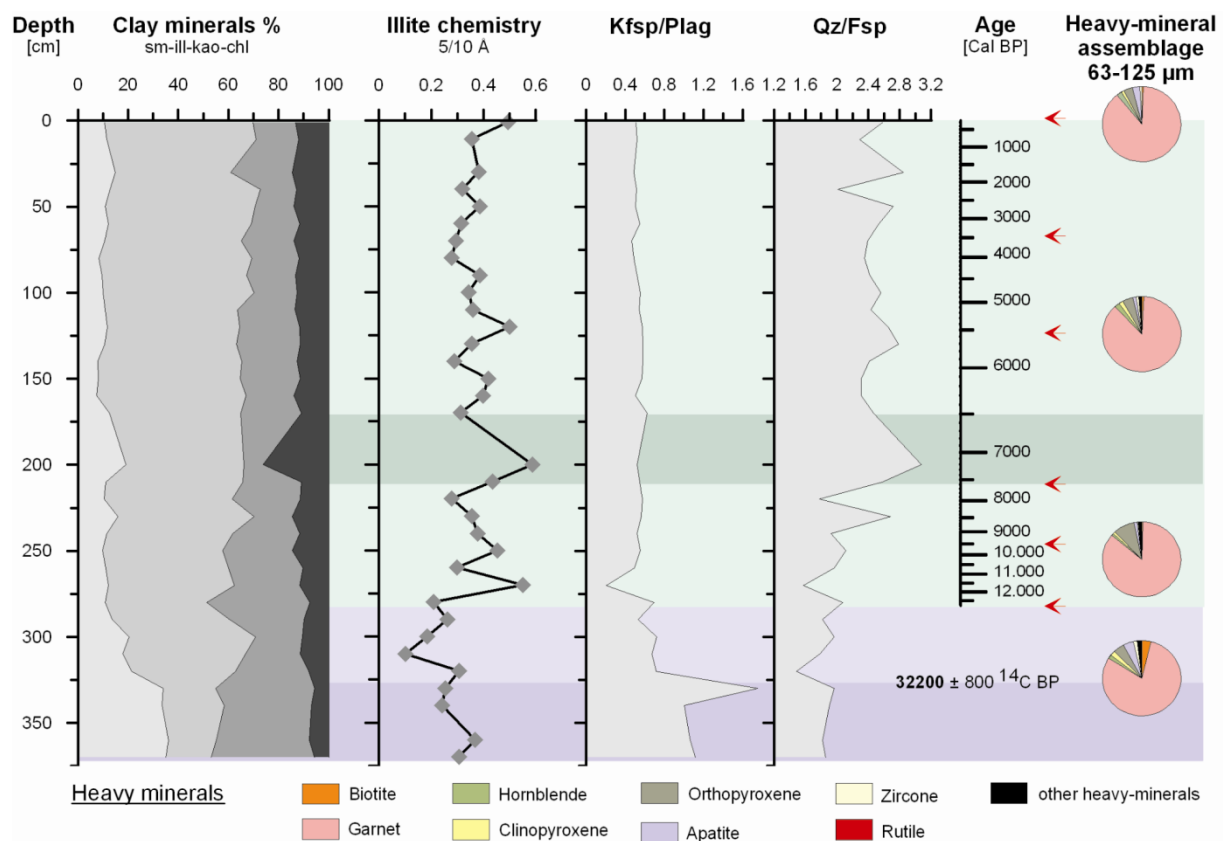 Depth
[cm]
Clay minerals %
sm-ill-kao-chl
Illite chemistry
5/10 Å
Kfsp/Plag
Qz/Fsp
Age
[Cal BP]
Heavy-mineral
assemblage
63-125 µm
0 20 40 60 80 100
0 0.2 0.4 0.6
0 0.4 0.8 1.2 1.6
1.2 1.6 2 2.4 2.8 3.2
0
50
100
150
200
250
300
350
1000
2000
3000
4000
5000
6000
7000
8000
9000
10.000
11.000
12.000
32200 ± 800 ¹⁴C BP
Heavy minerals
Biotite Hornblende Orthopyroxene Zircone other heavy-minerals
Garnet Clinopyroxene Apatite Rutile